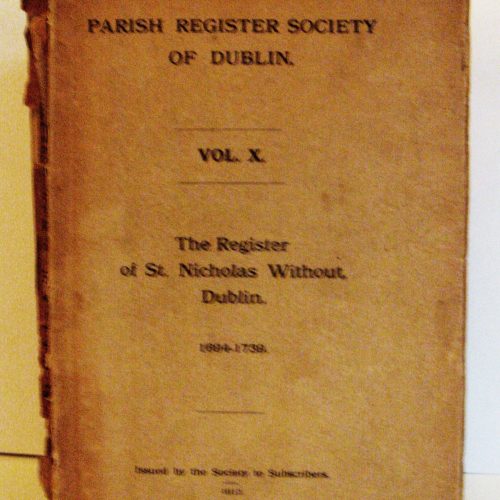 PARISH REGISTER SOCIETY
OF DUBLIN.
VOL. X.
The Register
of St. Nicholas Without,
Dublin.
1694-1739.
Issued by the Society to Subscribers.
1912.